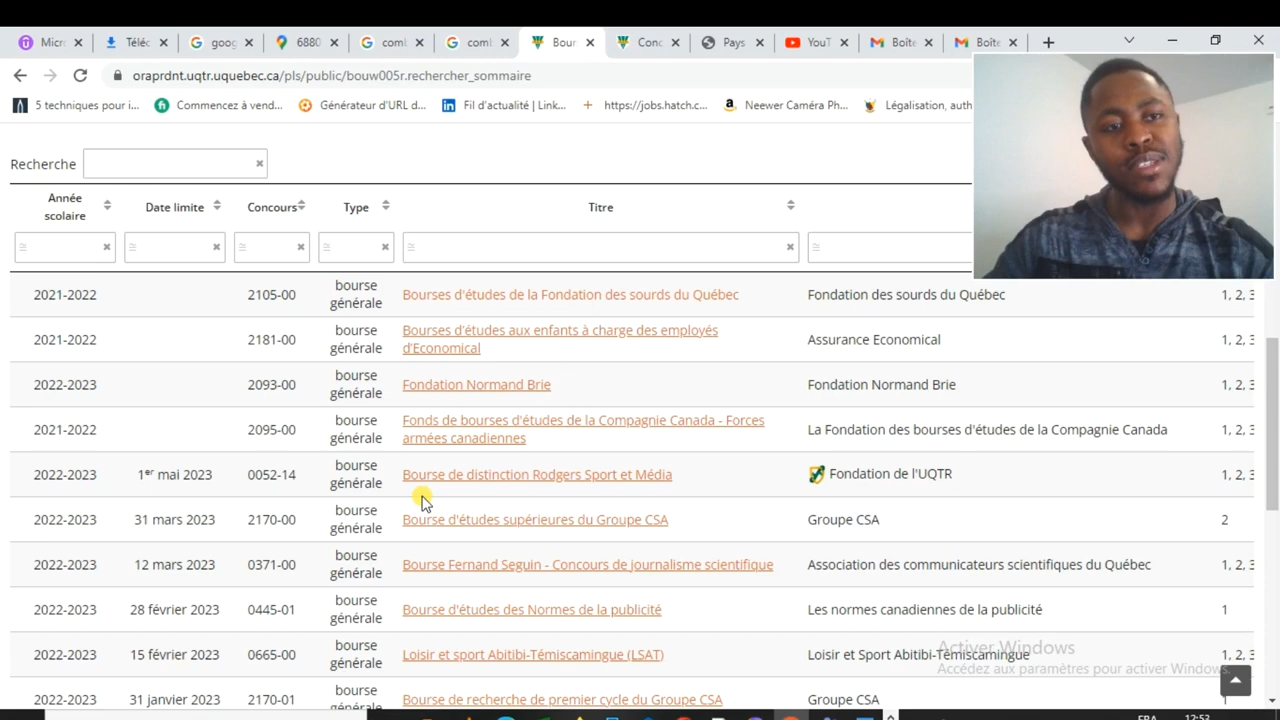 Micro
Téléc
goog
6880
comb
comb
Bour
Conc
Pays
YouT
Boîte
Boîte
oraprdnt.uqtr.uquebec.ca/pls/public/bouw005r.rechercher_sommaire
5 techniques pour i... Commencez à vend... Générateur d'URL d... Fil d'actualité | Link... https://jobs.hatch.c... Neewer Caméra Ph... Légalisation, auth
Recherche
Année scolaire Date limite Concours Type Titre
2021-2022 2105-00 bourse générale Bourses d'études de la Fondation des sourds du Québec Fondation des sourds du Québec 1, 2, 3
2021-2022 2181-00 bourse générale Bourses d'études aux enfants à charge des employés d'Economical Assurance Economical 1, 2, 3
2022-2023 2093-00 bourse générale Fondation Normand Brie Fondation Normand Brie 1, 2, 3
2021-2022 2095-00 bourse générale Fonds de bourses d'études de la Compagnie Canada - Forces armées canadiennes La Fondation des bourses d'études de la Compagnie Canada 1, 2, 3
2022-2023 1er mai 2023 0052-14 bourse générale Bourse de distinction Rodgers Sport et Média Fondation de l'UQTR 1, 2, 3
2022-2023 31 mars 2023 2170-00 bourse générale Bourse d'études supérieures du Groupe CSA Groupe CSA 2
2022-2023 12 mars 2023 0371-00 bourse générale Bourse Fernand Seguin - Concours de journalisme scientifique Association des communicateurs scientifiques du Québec 1, 2, 3
2022-2023 28 février 2023 0445-01 bourse générale Bourse d'études des Normes de la publicité Les normes canadiennes de la publicité 1
2022-2023 15 février 2023 0665-00 bourse générale Loisir et sport Abitibi-Témiscamingue (LSAT) Loisir et Sport Abitibi-Témiscamingue 1, 2, 3
2022-2023 31 janvier 2023 2170-01 bourse générale Bourse de recherche de premier cycle du Groupe CSA Groupe CSA 1
Activer Windows
Accédez aux paramètres pour activer Windows.
FRA 12:53